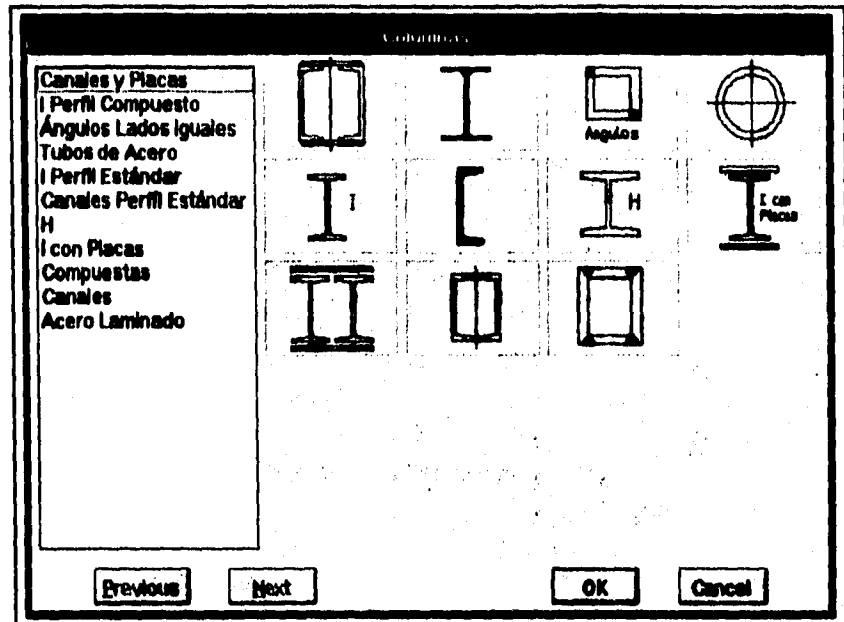 Columnas
Canales y Placas
I Perfil Compuesto
Ángulos Lados Iguales
Tubos de Acero
I Perfil Estándar
Canales Perfil Estándar
H
I con Placas
Compuestas
Canales
Acero Laminado
Angulos
I
H
I con
Placas
Previous
Next
OK
Cancel